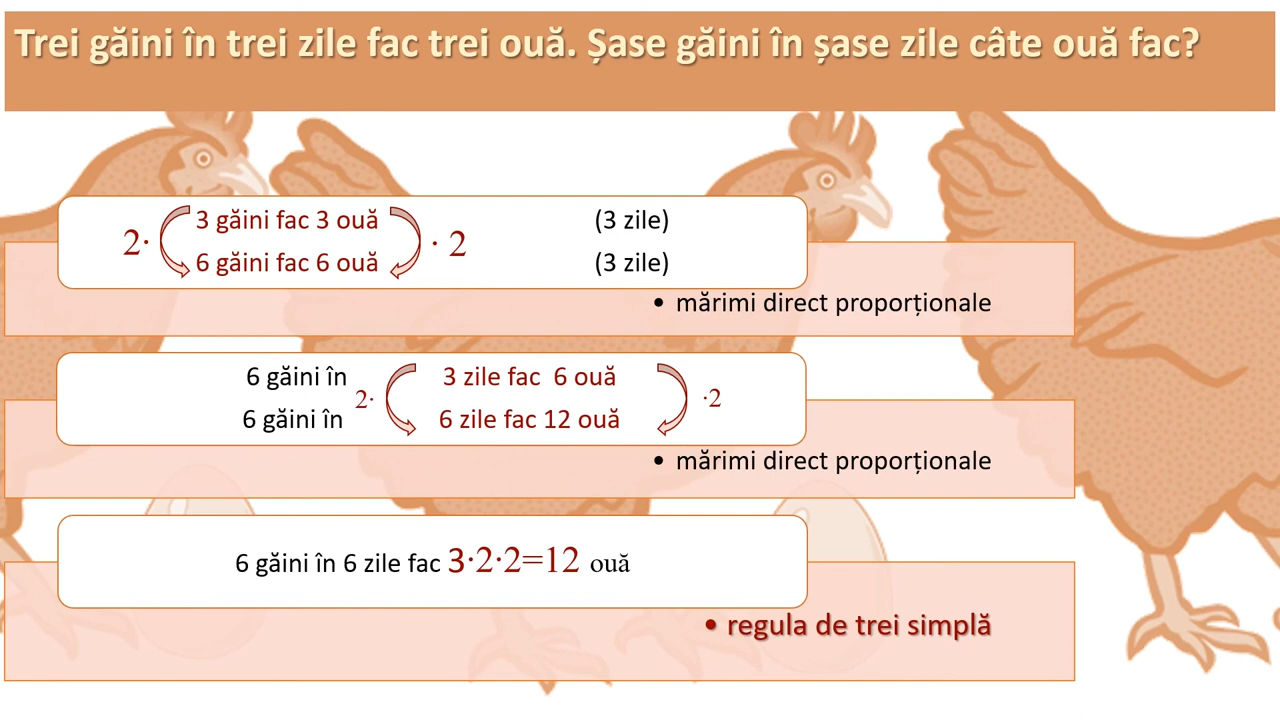 Trei găini în trei zile fac trei ouă. Șase găini în șase zile câte ouă fac?
2· 3 găini fac 3 ouă · 2 (3 zile)
6 găini fac 6 ouă (3 zile)
• mărimi direct proporționale
6 găini în 2· 3 zile fac 6 ouă ·2
6 găini în 6 zile fac 12 ouă
• mărimi direct proporționale
6 găini în 6 zile fac 3·2·2=12 ouă
• regula de trei simplă